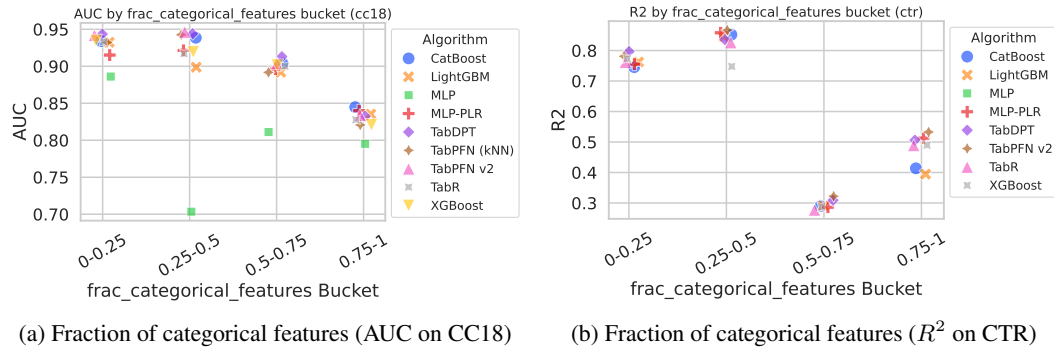 AUC by frac_categorical_features bucket (cc18)
0.95
0.90
0.85
0.80
0.75
0.70
AUC
0-0.25
0.25-0.5
0.5-0.75
0.75-1
frac_categorical_features Bucket
Algorithm
CatBoost
LightGBM
MLP
MLP-PLR
TabDPT
TabPFN (kNN)
TabPFN v2
TabR
XGBoost
(a) Fraction of categorical features (AUC on CC18)
R2 by frac_categorical_features bucket (ctr)
0.8
0.7
0.6
0.5
0.4
0.3
R2
0-0.25
0.25-0.5
0.5-0.75
0.75-1
frac_categorical_features Bucket
Algorithm
CatBoost
LightGBM
MLP
MLP-PLR
TabDPT
TabPFN v2
TabR
XGBoost
(b) Fraction of categorical features (R² on CTR)